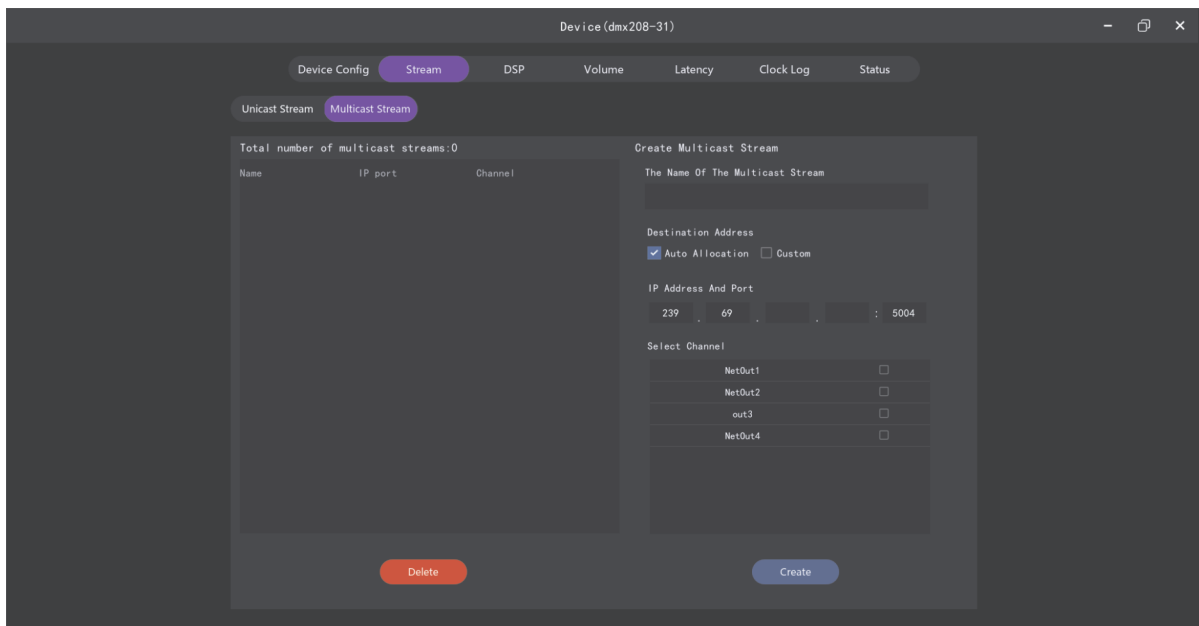 Device(dmx208-31)
Device Config Stream DSP Volume Latency Clock Log Status
Unicast Stream Multicast Stream
Total number of multicast streams:0
Name IP port Channel
Create Multicast Stream
The Name Of The Multicast Stream
Destination Address
Auto Allocation Custom
IP Address And Port
239 . 69 . . : 5004
Select Channel
NetOut1
NetOut2
out3
NetOut4
Delete
Create